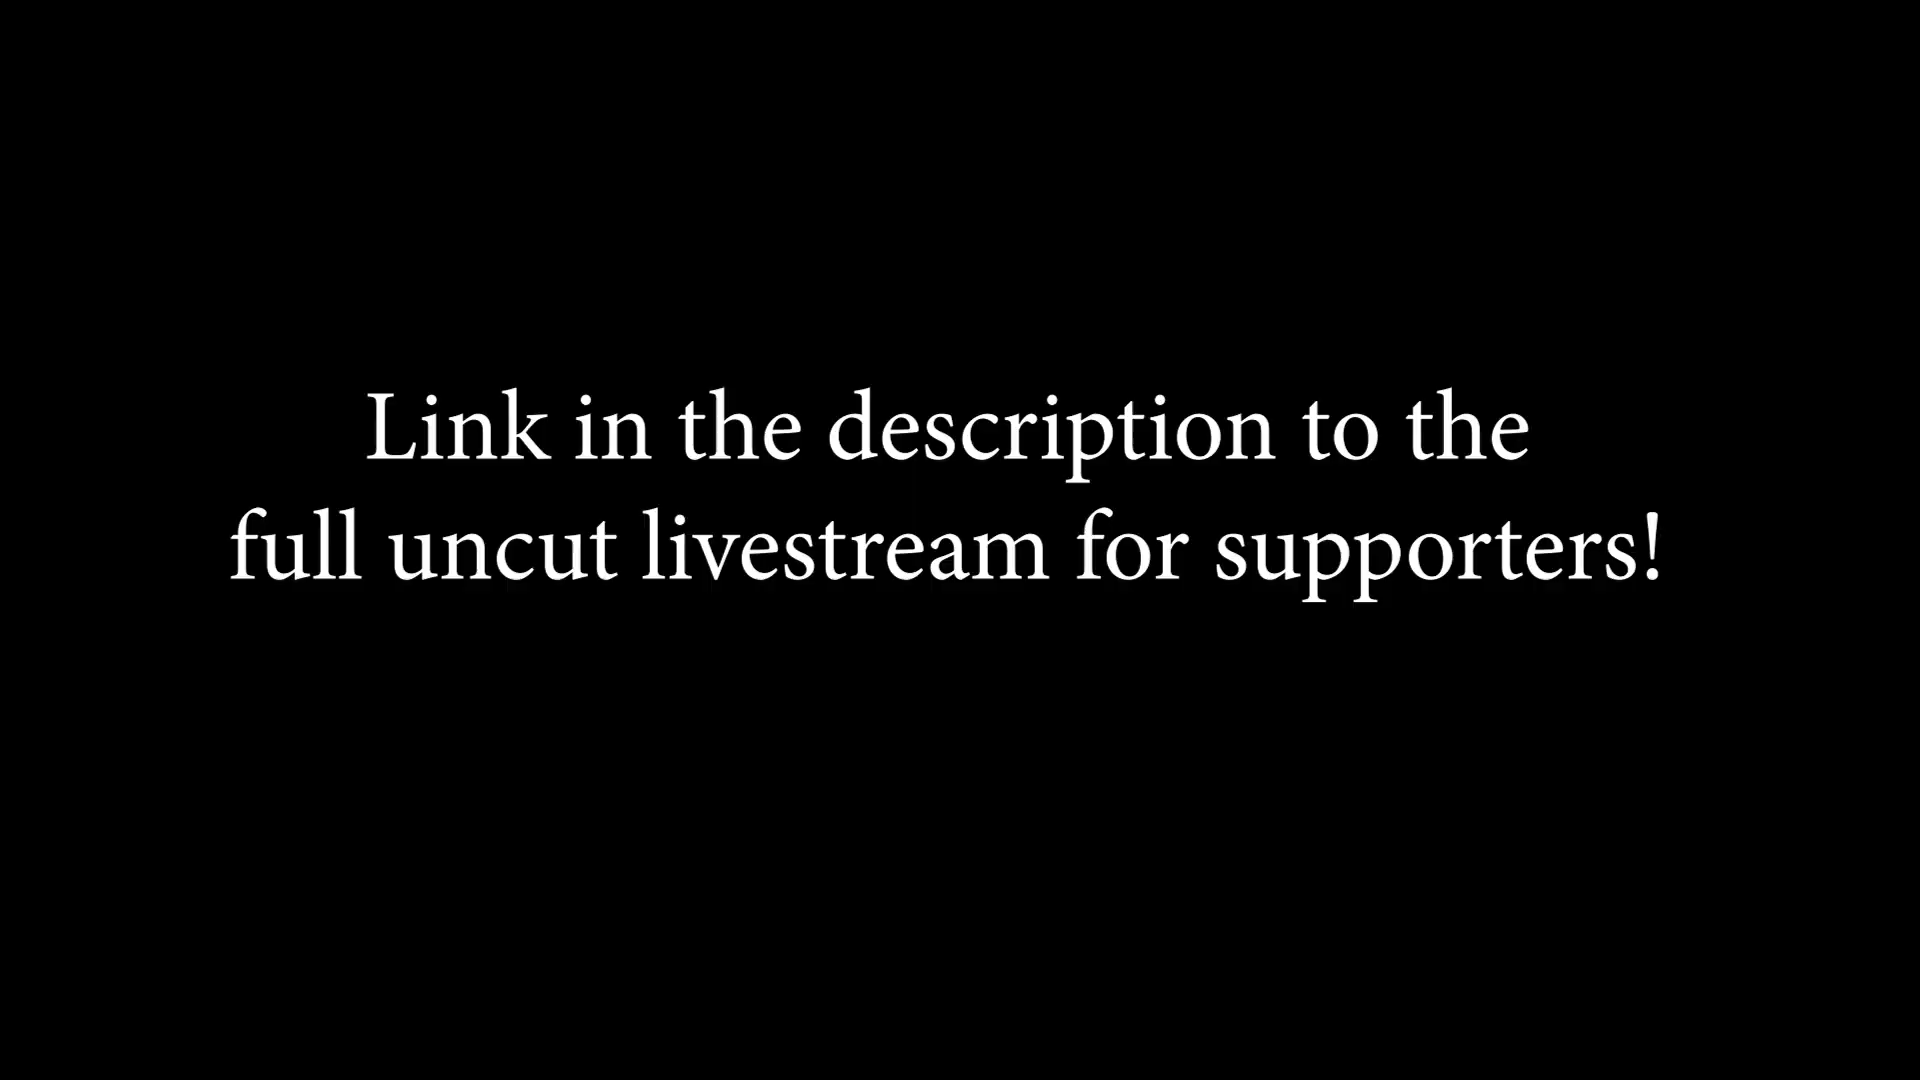 Link in the description to the
full uncut livestream for supporters!